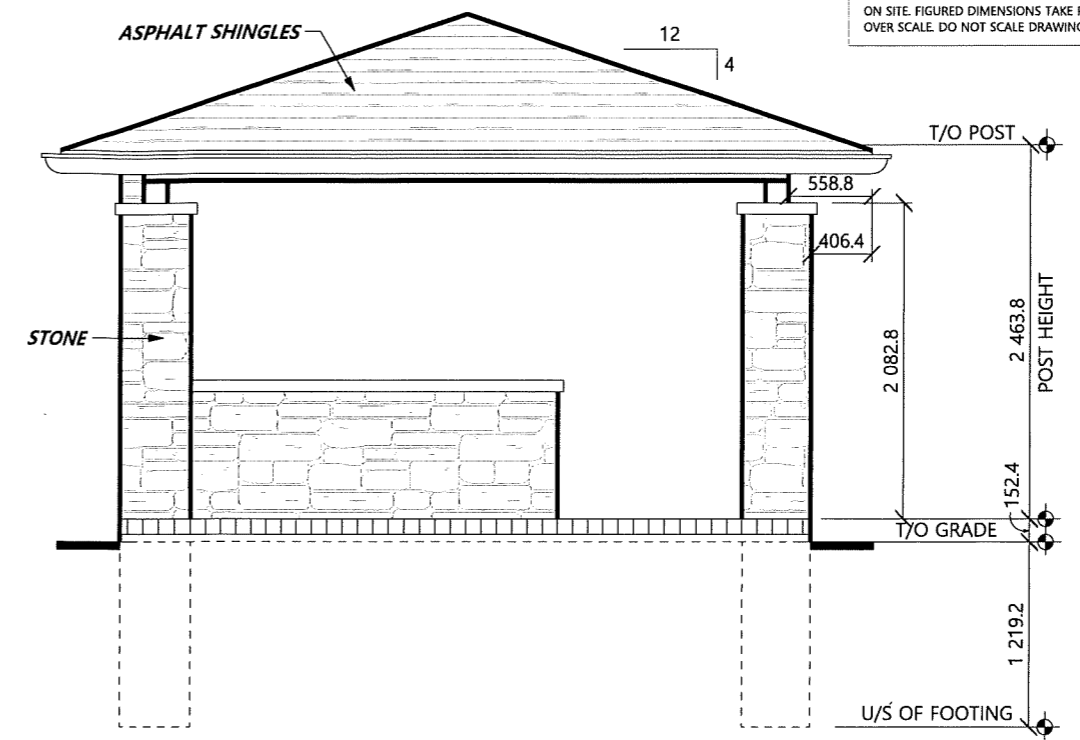 ON SITE. FIGURED DIMENSIONS TAKE
OVER SCALE. DO NOT SCALE DRAWING
ASPHALT SHINGLES
12
4
T/O POST
558.8
406.4
STONE
2 082.8
2 463.8
POST HEIGHT
152.4
T/O GRADE
1 219.2
U/S OF FOOTING